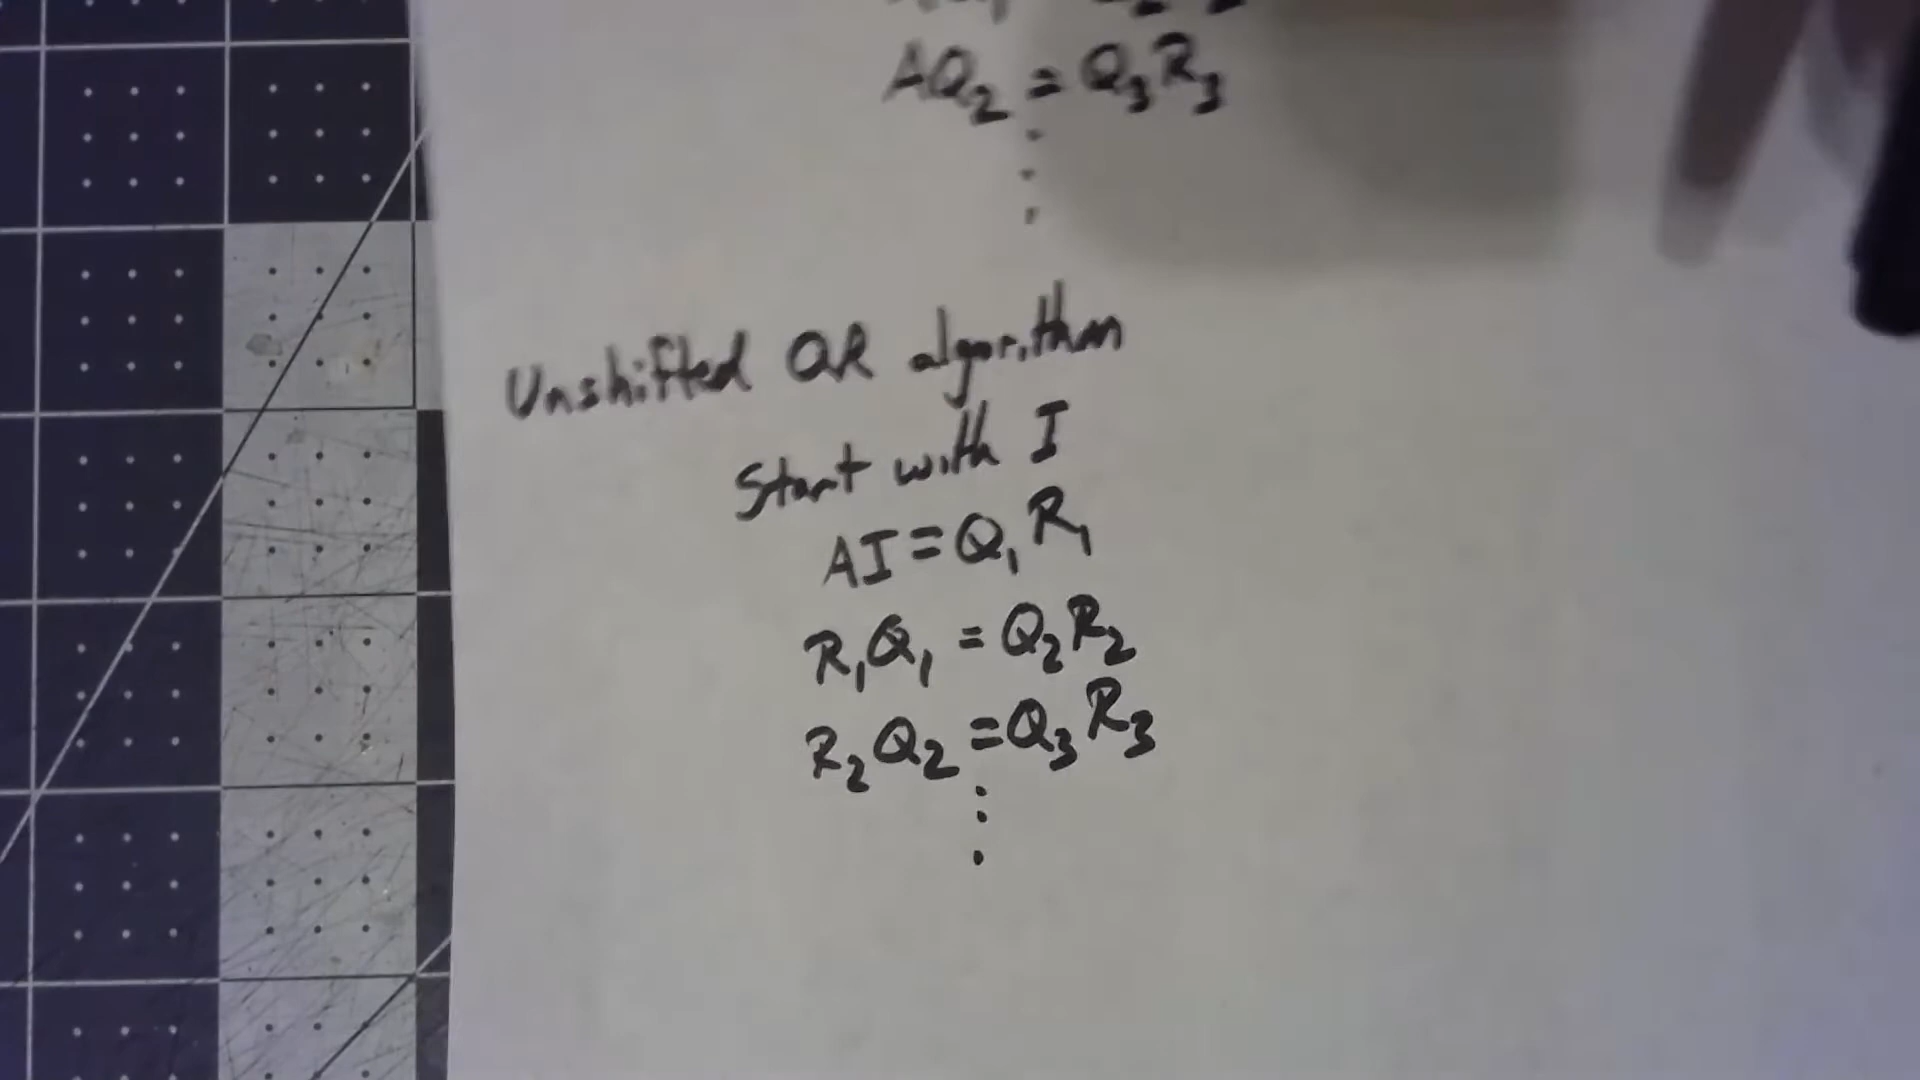 AQ₂ = Q₃R₃
⋮
Unshifted QR algorithm
Start with I
AI = Q₁R₁
R₁Q₁ = Q₂R₂
R₂Q₂ = Q₃R₃
⋮